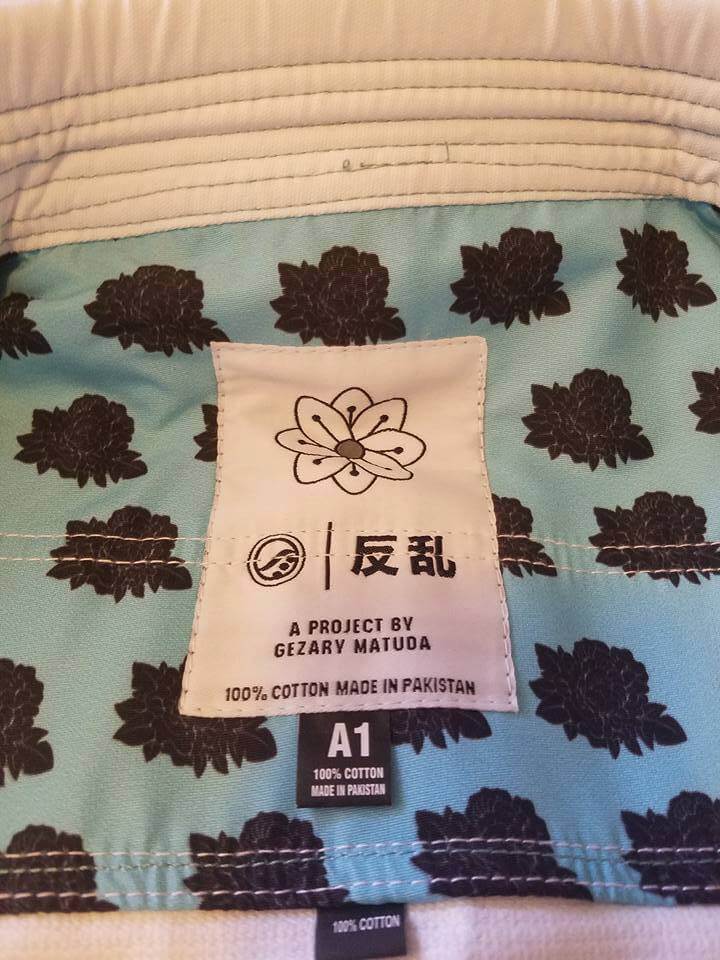 反乱
A PROJECT BY
GEZARY MATUDA
100% COTTON MADE IN PAKISTAN
A1
100% COTTON
MADE IN PAKISTAN
100% COTTON